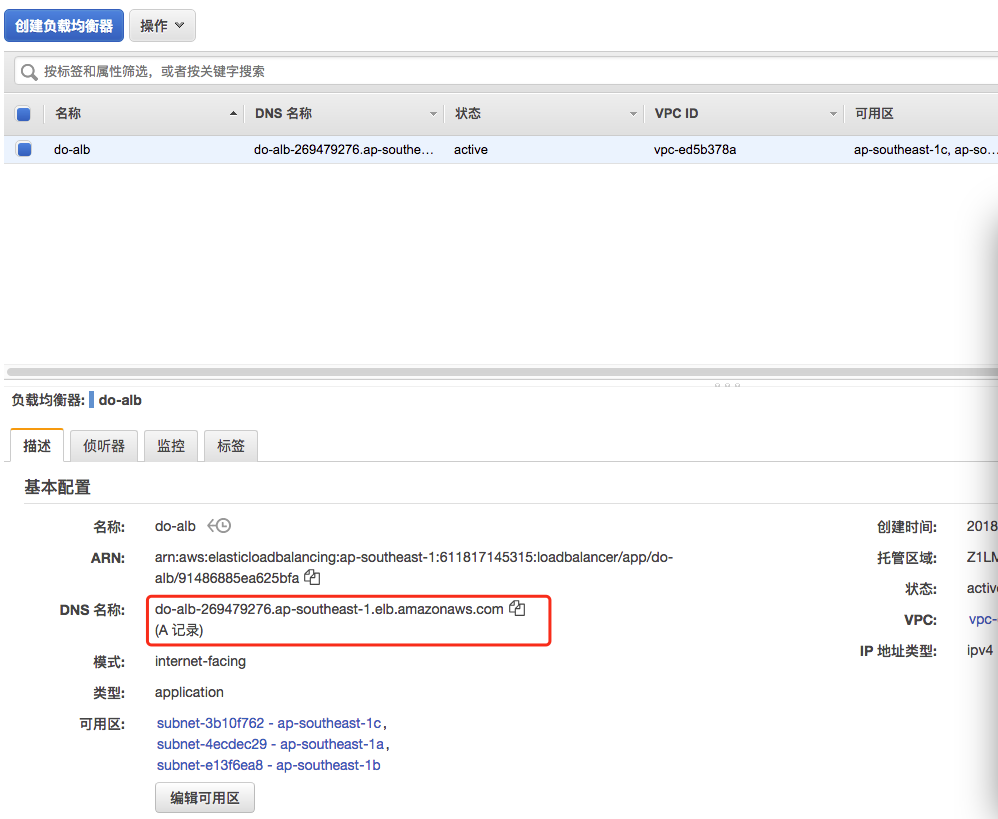 创建负载均衡器 操作
按标签和属性筛选，或者按关键字搜索
名称 DNS 名称 状态 VPC ID 可用区
do-alb do-alb-269479276.ap-southe... active vpc-ed5b378a ap-southeast-1c, ap-so...
负载均衡器: do-alb
描述 侦听器 监控 标签
基本配置
名称: do-alb 创建时间: 2018
ARN: arn:aws:elasticloadbalancing:ap-southeast-1:611817145315:loadbalancer/app/do- 托管区域: Z1LM
alb/91486885ea625bfa 状态: activ
DNS 名称: do-alb-269479276.ap-southeast-1.elb.amazonaws.com VPC: vpc-
(A 记录) IP 地址类型: ipv4
模式: internet-facing
类型: application
可用区: subnet-3b10f762 - ap-southeast-1c,
subnet-4ecdec29 - ap-southeast-1a,
subnet-e13f6ea8 - ap-southeast-1b
编辑可用区